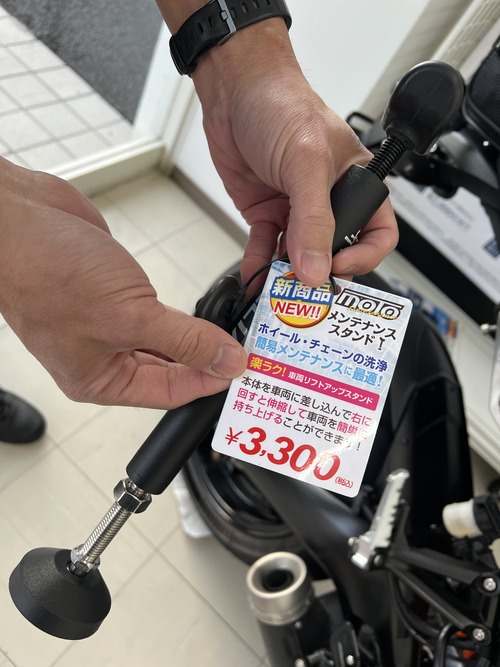 新商品
NEW!!
moto
メンテナンス
スタンド!
ホイール・チェーンの洗浄
簡易メンテナンスに最適!
楽ラク!車両リフトアップスタンド
本体を車両に差し込んで右に
回すと伸縮して車両を簡単に
持ち上げることができます!
¥3,300(税込)